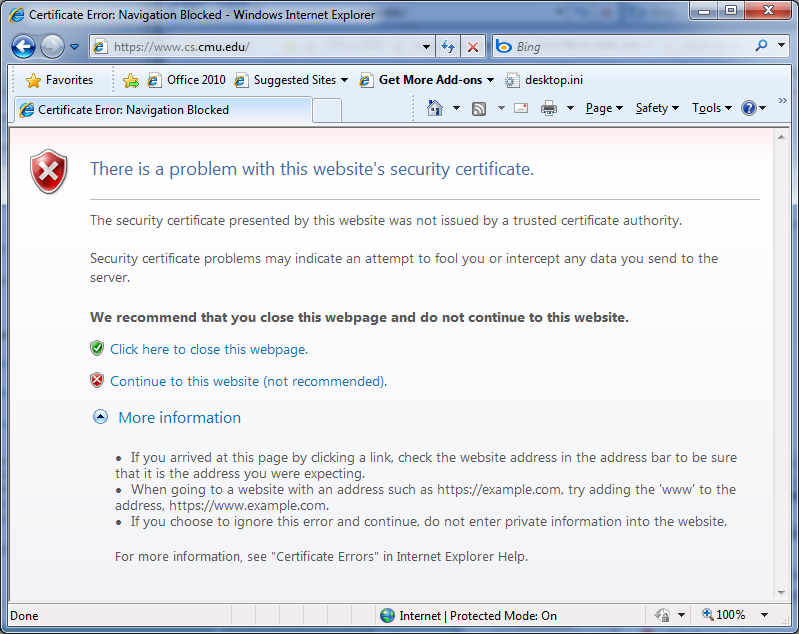 Certificate Error: Navigation Blocked - Windows Internet Explorer
https://www.cs.cmu.edu/
Bing
Favorites
Office 2010
Suggested Sites
Get More Add-ons
desktop.ini
Certificate Error: Navigation Blocked
Page
Safety
Tools
»
There is a problem with this website's security certificate.
The security certificate presented by this website was not issued by a trusted certificate authority.
Security certificate problems may indicate an attempt to fool you or intercept any data you send to the
server.
We recommend that you close this webpage and do not continue to this website.
Click here to close this webpage.
Continue to this website (not recommended).
More information
• If you arrived at this page by clicking a link, check the website address in the address bar to be sure
that it is the address you were expecting.
• When going to a website with an address such as https://example.com, try adding the 'www' to the
address, https://www.example.com.
• If you choose to ignore this error and continue, do not enter private information into the website.
For more information, see "Certificate Errors" in Internet Explorer Help.
Done
Internet | Protected Mode: On
100%